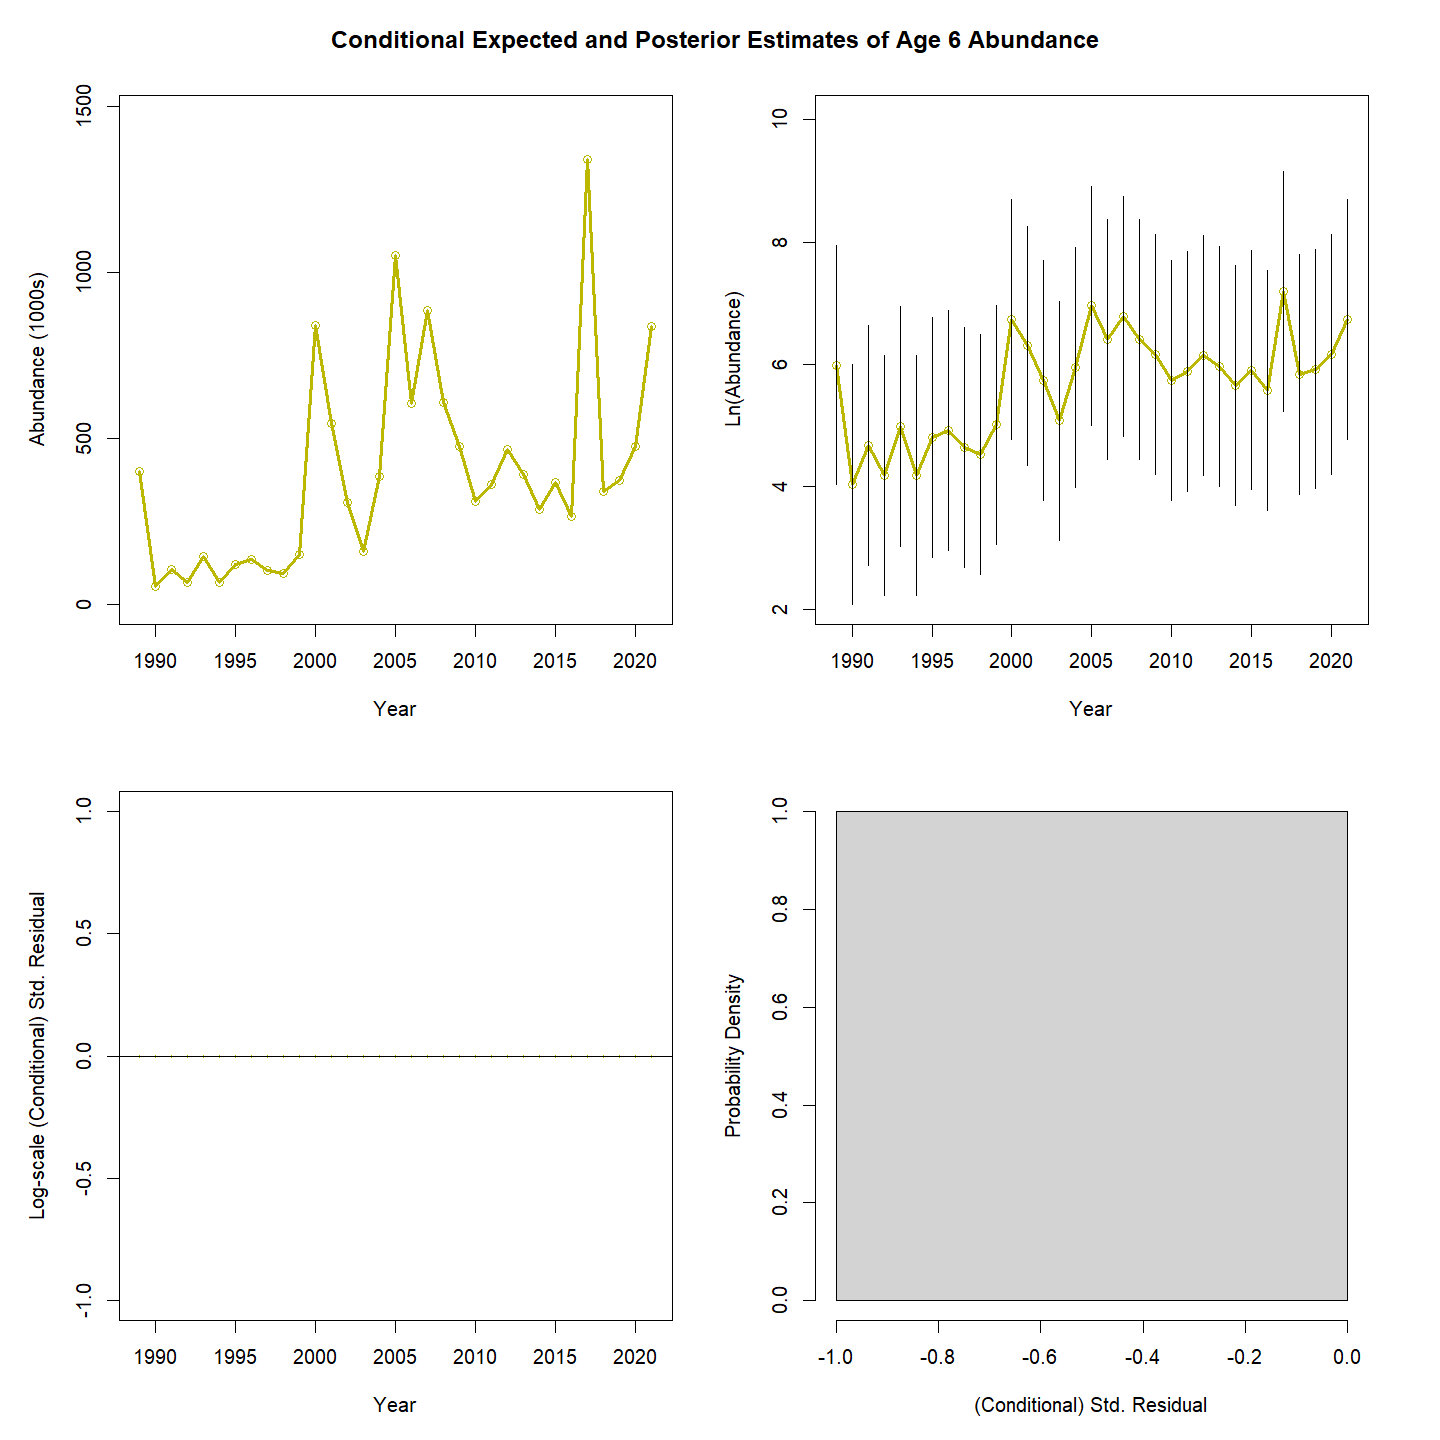 Conditional Expected and Posterior Estimates of Age 6 Abundance
Abundance (1000s)
1500
1000
500
0
1990 1995 2000 2005 2010 2015 2020
Year
Ln(Abundance)
10
8
6
4
2
1990 1995 2000 2005 2010 2015 2020
Year
Log-scale (Conditional) Std. Residual
1.0
0.5
0.0
-0.5
-1.0
1990 1995 2000 2005 2010 2015 2020
Year
Probability Density
1.0
0.8
0.6
0.4
0.2
0.0
-1.0 -0.8 -0.6 -0.4 -0.2 0.0
(Conditional) Std. Residual